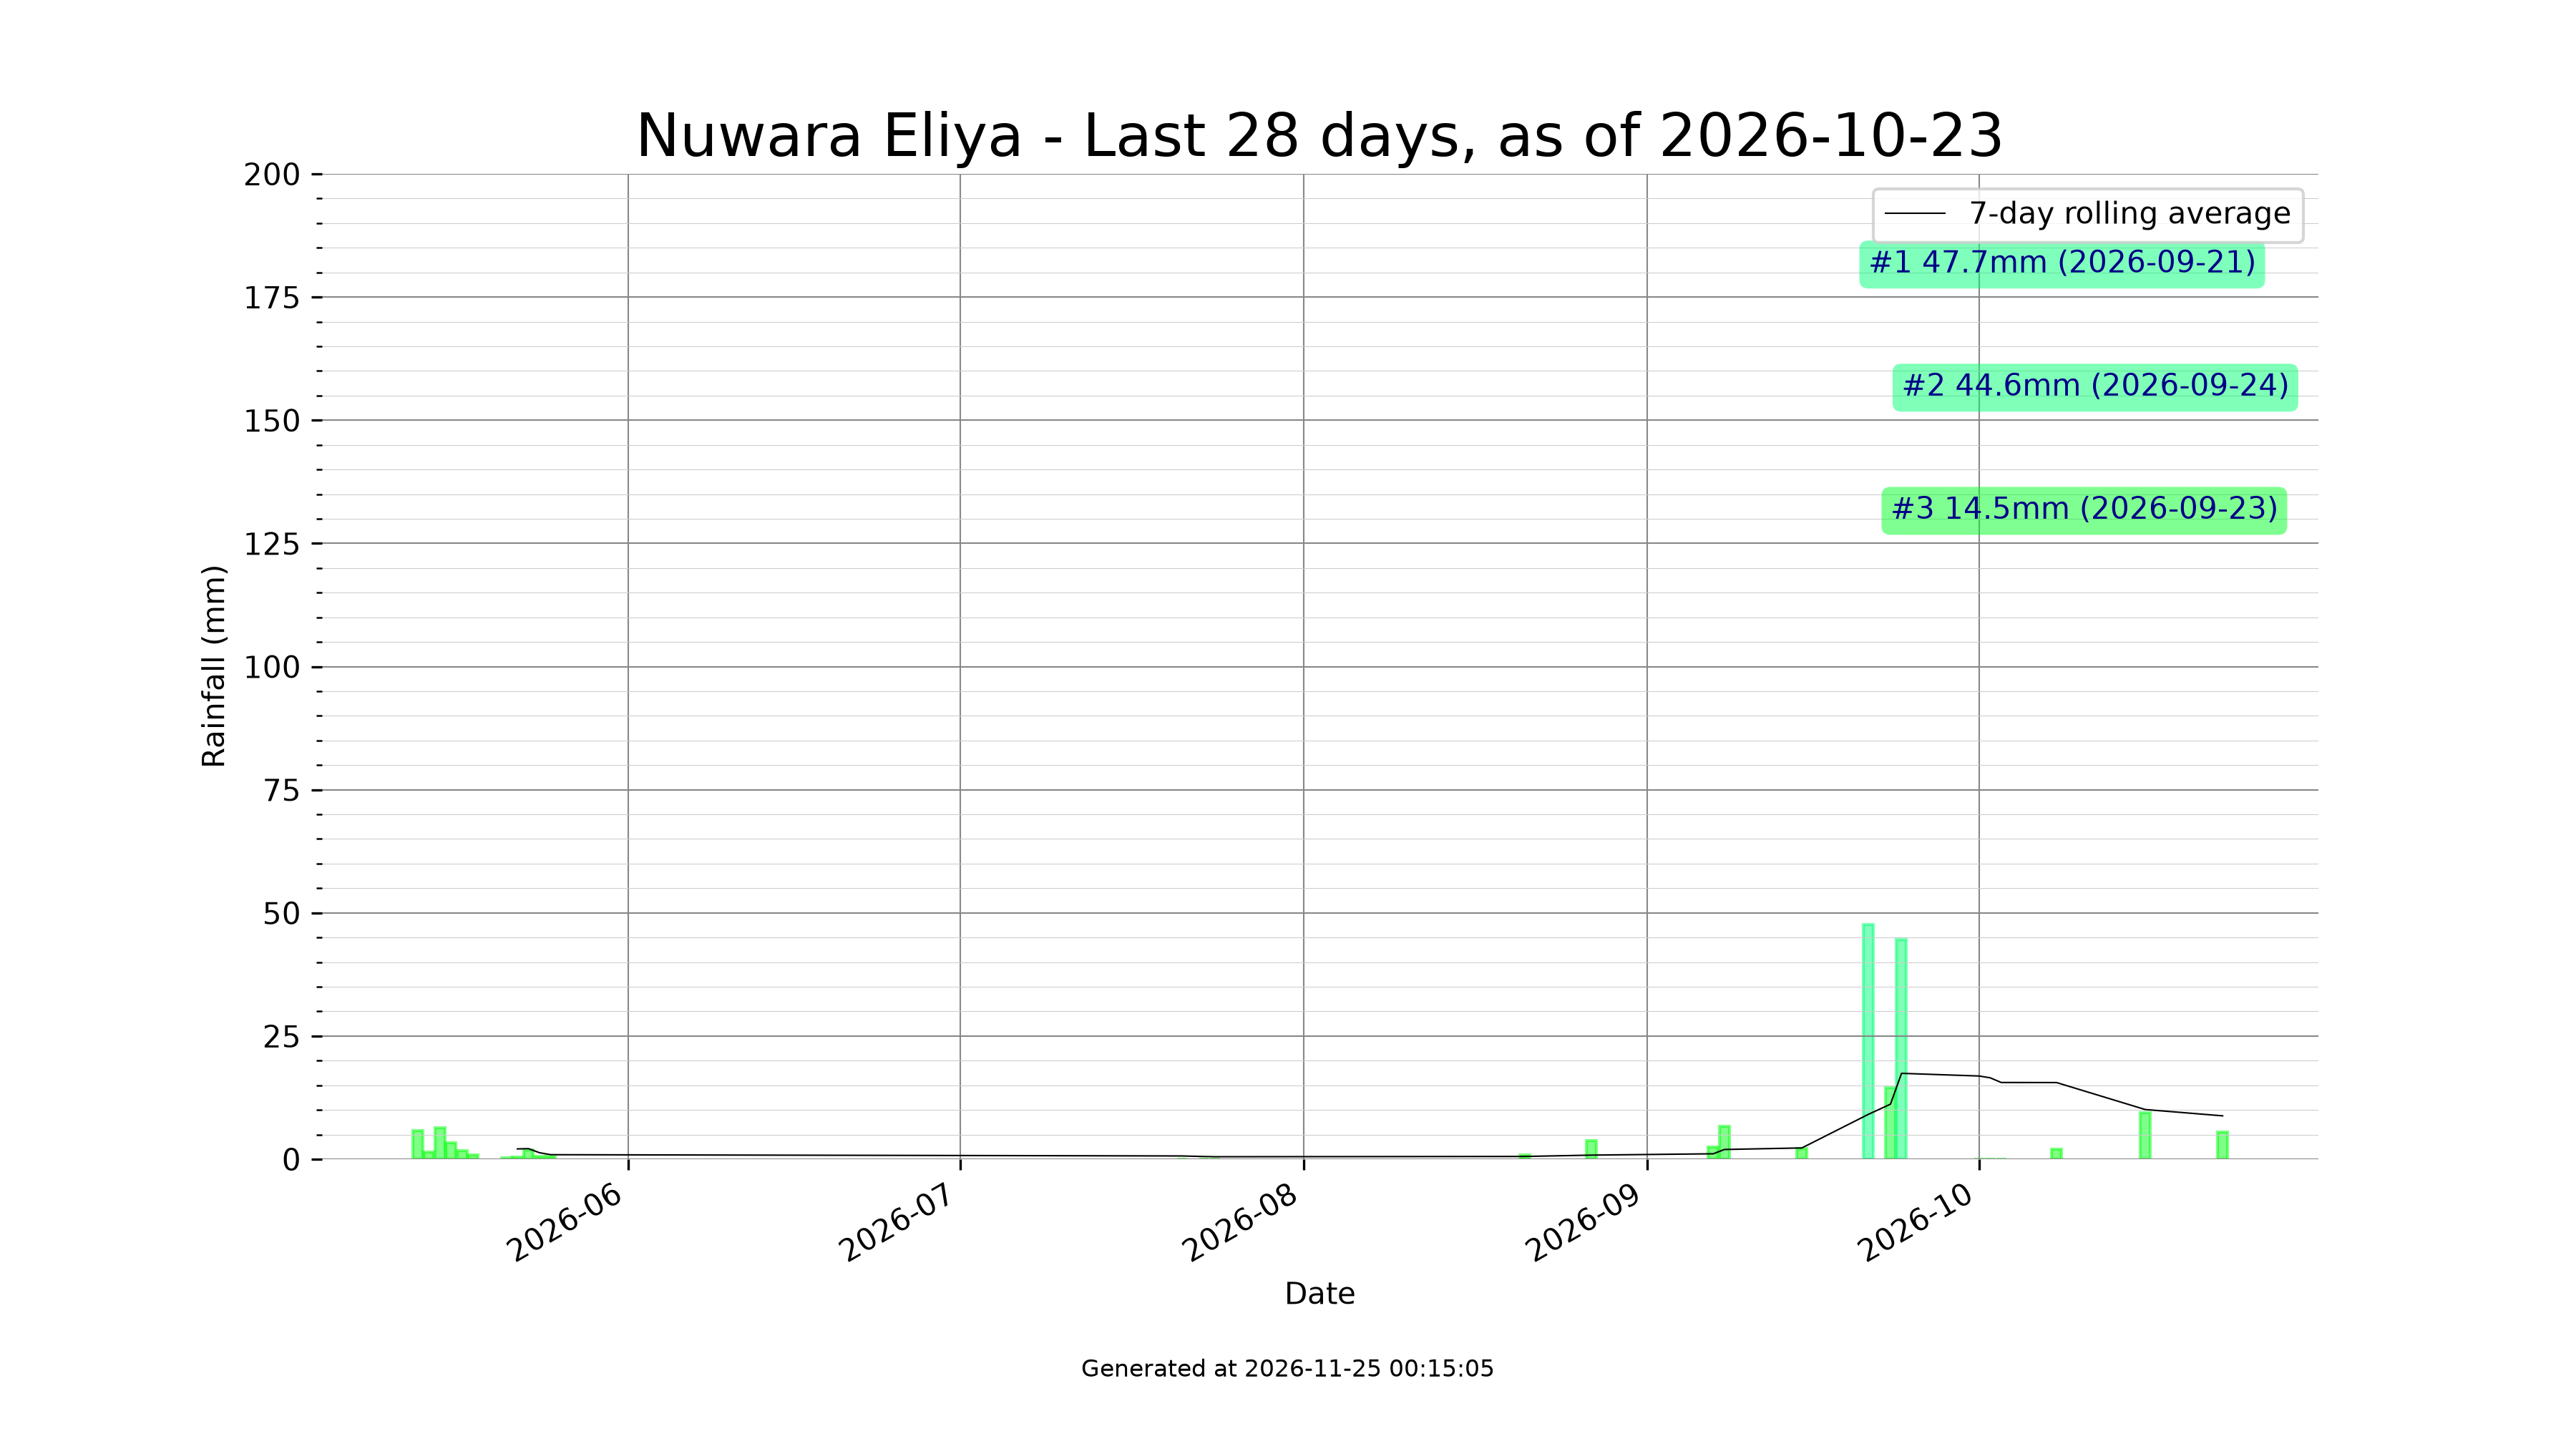 Nuwara Eliya - Last 28 days, as of 2026-10-23
200
175
150
125
100
75
50
25
0
Rainfall (mm)
7-day rolling average
#1 47.7mm (2026-09-21)
#2 44.6mm (2026-09-24)
#3 14.5mm (2026-09-23)
2026-06
2026-07
2026-08
2026-09
2026-10
Date
Generated at 2026-11-25 00:15:05